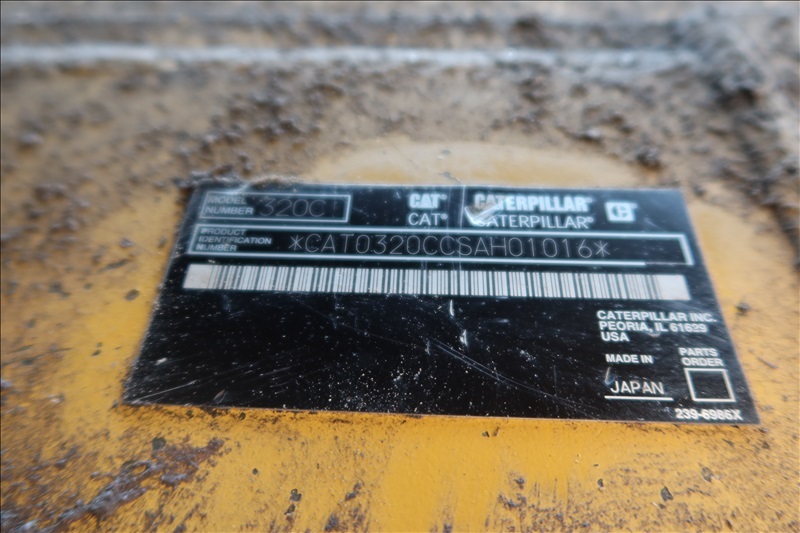 MODEL NUMBER 320C
CAT® CATERPILLAR®
CAT® CATERPILLAR®
PRODUCT IDENTIFICATION NUMBER *CAT0320CCSAH01016*
CATERPILLAR INC.
PEORIA, IL 61629
USA
MADE IN
JAPAN
PARTS ORDER
239-6986X